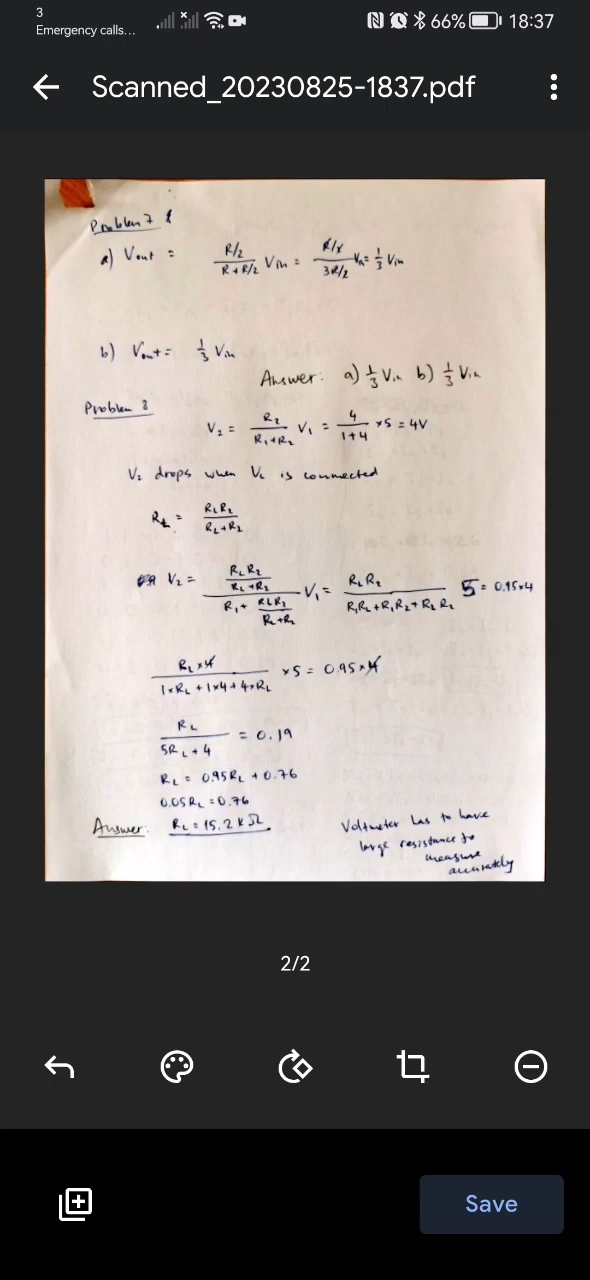 3
Emergency calls...
66% 18:37
Scanned_20230825-1837.pdf
Problem 7
a) Vout = R/2 / R + R/2 Vin = R/2 / 3R/2 Vin = 1/3 Vin
b) Vout = 1/3 Vin
Answer: a) 1/3 Vin b) 1/3 Vin
Problem 8
V₂ = R₂ / R₁+R₂ V₁ = 4 / 1+4 ×5 = 4V
V₂ drops when VL is connected
Rt = RLR₂ / RL+R₂
V₂ = RLR₂ / RL+R₂ / R₁ + RLR₂ / RL+R₂ V₁ = RLR₂ / R₁RL+R₁R₂+RLR₂ 5 = 0.95×4
RL×4 / 1×RL + 1×4 + 4×RL ×5 = 0.95×4
RL / 5RL + 4 = 0.19
RL = 0.95RL + 0.76
0.05RL = 0.76
Answer: RL = 15.2 kΩ
Voltmeter has to have
large resistance to
measure
accurately
2/2
Save